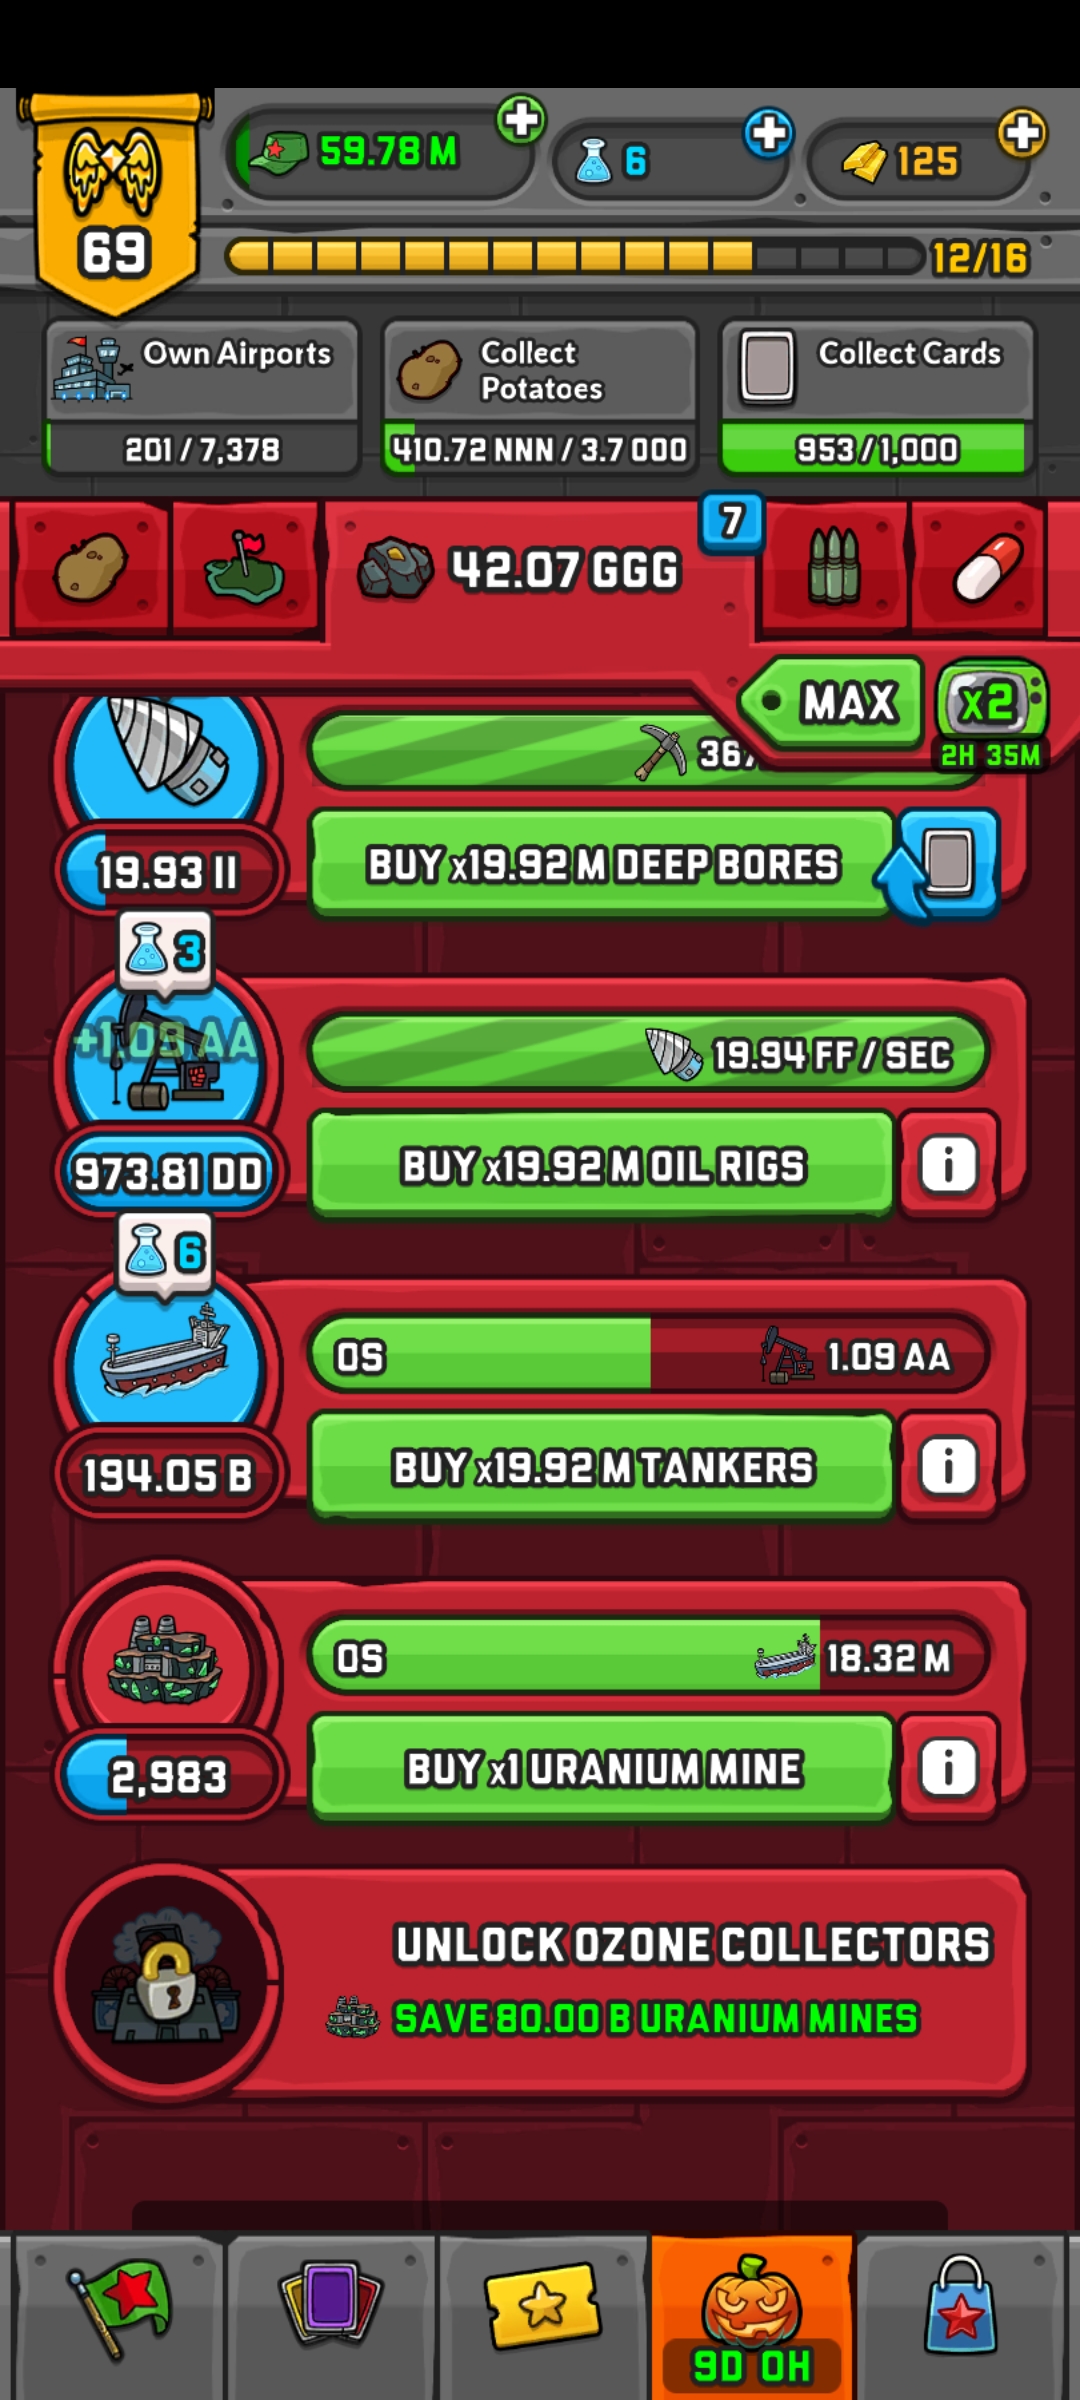 69
59.78 M
6
125
12/16
Own Airports
201 / 7,378
Collect
Potatoes
410.72 NNN / 3.7 OOO
Collect Cards
953 / 1,000
42.07 GGG
7
MAX
x2
2H 35M
19.93 II
BUY x19.92 M DEEP BORES
3
+1.09 AA
19.94 FF / SEC
973.81 DD
BUY x19.92 M OIL RIGS
i
6
0S
1.09 AA
194.05 B
BUY x19.92 M TANKERS
i
0S
18.32 M
2,983
BUY x1 URANIUM MINE
i
UNLOCK OZONE COLLECTORS
SAVE 80.00 B URANIUM MINES
9D 0H